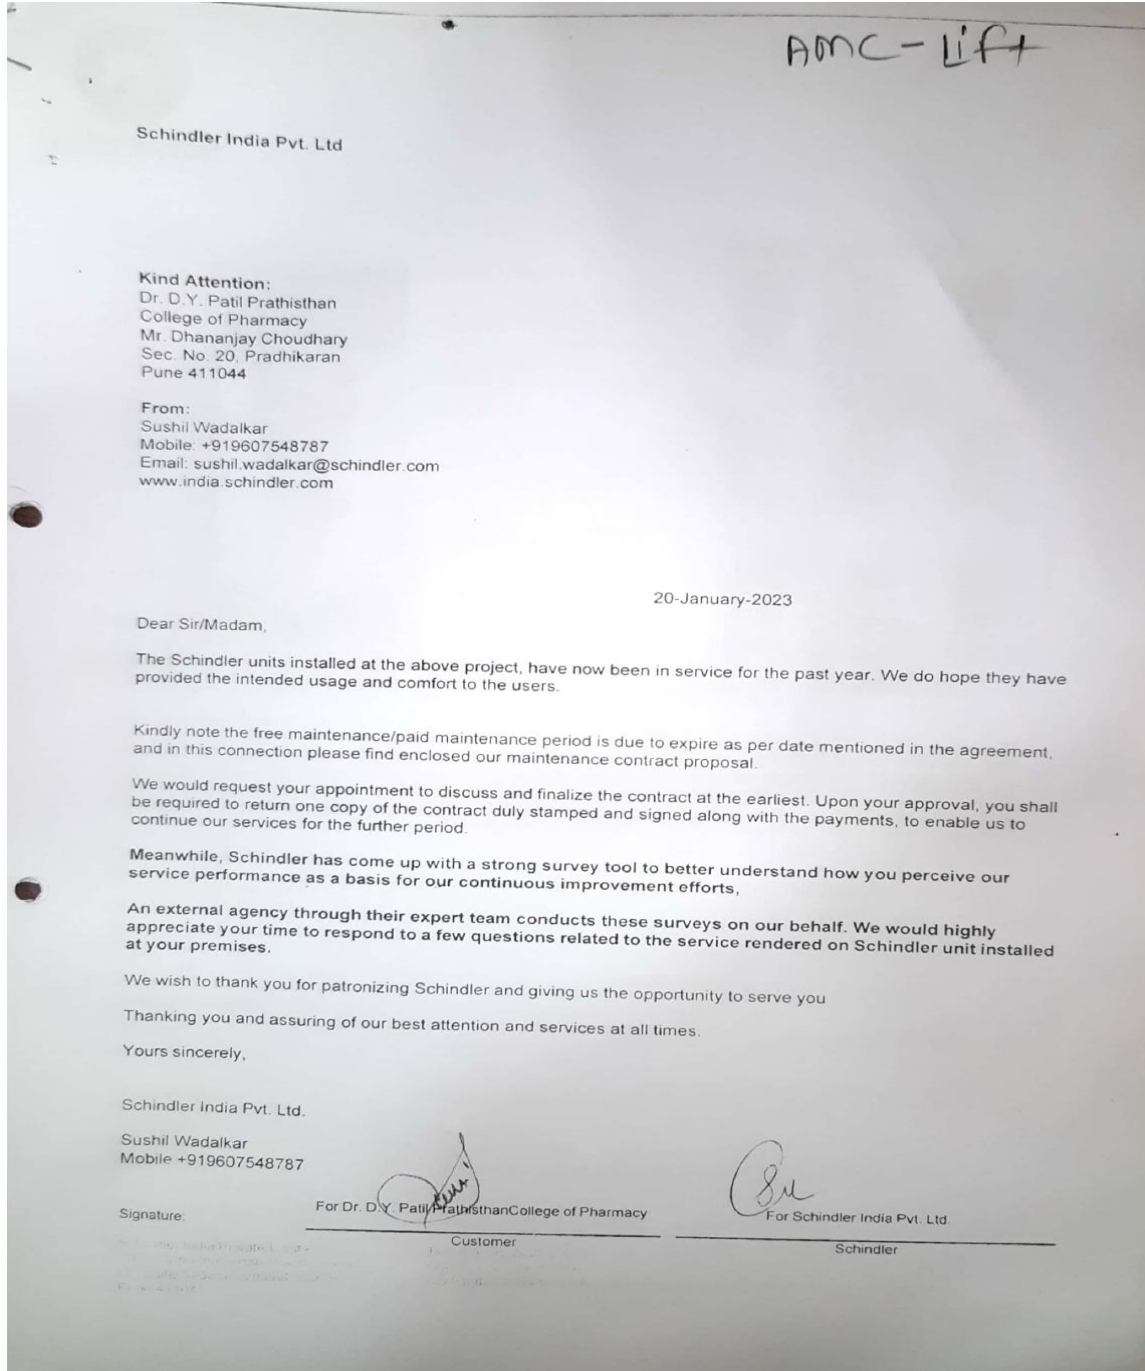 AMC - Lift
Schindler India Pvt. Ltd
Kind Attention:
Dr. D.Y. Patil Prathisthan
College of Pharmacy
Mr. Dhananjay Choudhary
Sec. No. 20, Pradhikaran
Pune 411044
From:
Sushil Wadalkar
Mobile: +919607548787
Email: sushil.wadalkar@schindler.com
www.india.schindler.com
20-January-2023
Dear Sir/Madam,
The Schindler units installed at the above project, have now been in service for the past year. We do hope they have
provided the intended usage and comfort to the users.
Kindly note the free maintenance/paid maintenance period is due to expire as per date mentioned in the agreement,
and in this connection please find enclosed our maintenance contract proposal.
We would request your appointment to discuss and finalize the contract at the earliest. Upon your approval, you shall
be required to return one copy of the contract duly stamped and signed along with the payments, to enable us to
continue our services for the further period.
Meanwhile, Schindler has come up with a strong survey tool to better understand how you perceive our
service performance as a basis for our continuous improvement efforts,
An external agency through their expert team conducts these surveys on our behalf. We would highly
appreciate your time to respond to a few questions related to the service rendered on Schindler unit installed
at your premises.
We wish to thank you for patronizing Schindler and giving us the opportunity to serve you
Thanking you and assuring of our best attention and services at all times.
Yours sincerely,
Schindler India Pvt. Ltd.
Sushil Wadalkar
Mobile +919607548787
Signature: For Dr. D.Y. Patil PrathisthanCollege of Pharmacy For Schindler India Pvt. Ltd.
Customer Schindler